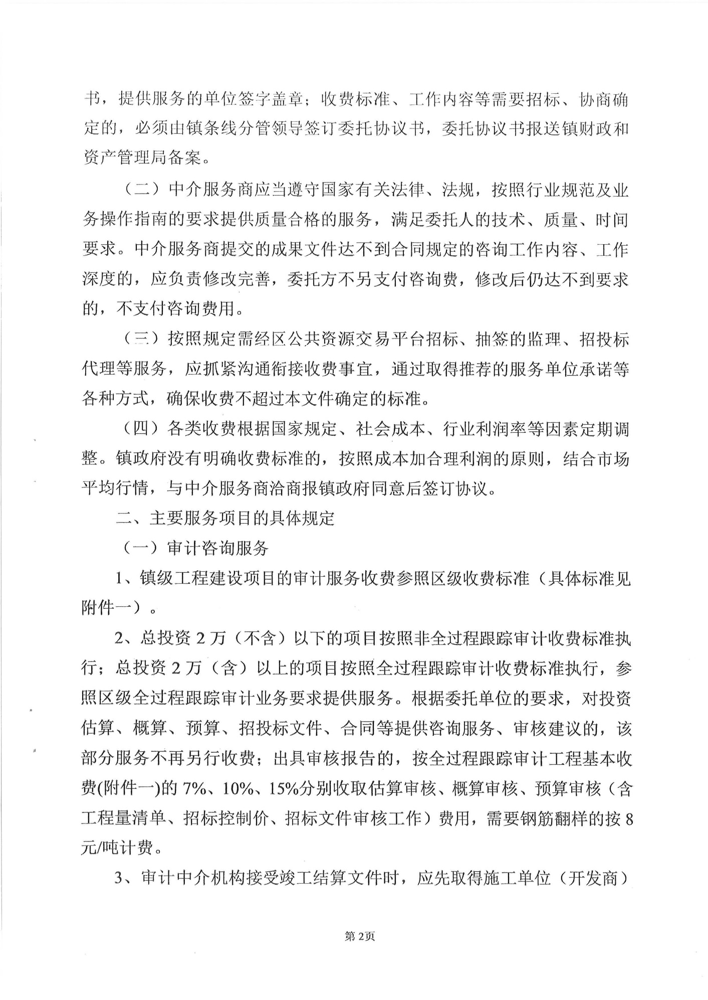 书，提供服务的单位签字盖章；收费标准、工作内容等需要招标、协商确
定的，必须由镇条线分管领导签订委托协议书，委托协议书报送镇财政和
资产管理局备案。
（二）中介服务商应当遵守国家有关法律、法规，按照行业规范及业
务操作指南的要求提供质量合格的服务，满足委托人的技术、质量、时间
要求。中介服务商提交的成果文件达不到合同规定的咨询工作内容、工作
深度的，应负责修改完善，委托方不另支付咨询费，修改后仍达不到要求
的，不支付咨询费用。
（三）按照规定需经区公共资源交易平台招标、抽签的监理、招投标
代理等服务，应抓紧沟通衔接收费事宜，通过取得推荐的服务单位承诺等
各种方式，确保收费不超过本文件确定的标准。
（四）各类收费根据国家规定、社会成本、行业利润率等因素定期调
整。镇政府没有明确收费标准的，按照成本加合理利润的原则，结合市场
平均行情，与中介服务商洽商报镇政府同意后签订协议。
二、主要服务项目的具体规定
（一）审计咨询服务
1、镇级工程建设项目的审计服务收费参照区级收费标准（具体标准见
附件一）。
2、总投资 2 万（不含）以下的项目按照非全过程跟踪审计收费标准执
行；总投资 2 万（含）以上的项目按照全过程跟踪审计收费标准执行，参
照区级全过程跟踪审计业务要求提供服务。根据委托单位的要求，对投资
估算、概算、预算、招投标文件、合同等提供咨询服务、审核建议的，该
部分服务不再另行收费；出具审核报告的，按全过程跟踪审计工程基本收
费(附件一)的 7%、10%、15%分别收取估算审核、概算审核、预算审核（含
工程量清单、招标控制价、招标文件审核工作）费用，需要钢筋翻样的按 8
元/吨计费。
3、审计中介机构接受竣工结算文件时，应先取得施工单位（开发商）
第 2页